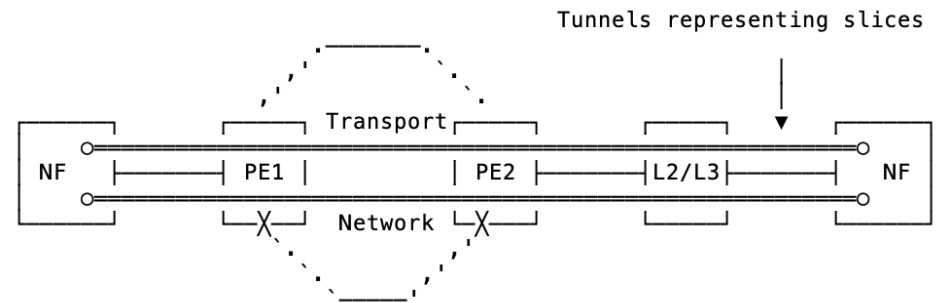 Tunnels representing slices
Transport
NF PE1 PE2 L2/L3 NF
Network